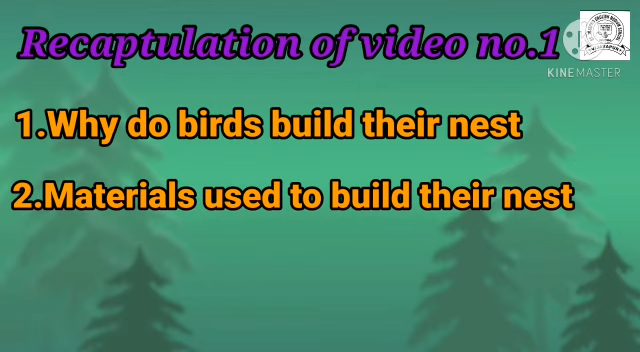 Recaptulation of video no.1
KINEMASTER
1.Why do birds build their nest
2.Materials used to build their nest